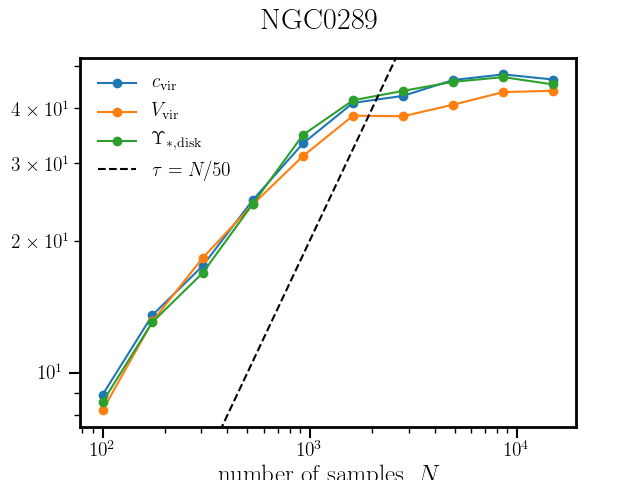 NGC0289
c_vir
V_vir
Υ_{*,disk}
τ = N/50
4 × 10^1
3 × 10^1
2 × 10^1
10^1
10^2
10^3
10^4
number of samples, N